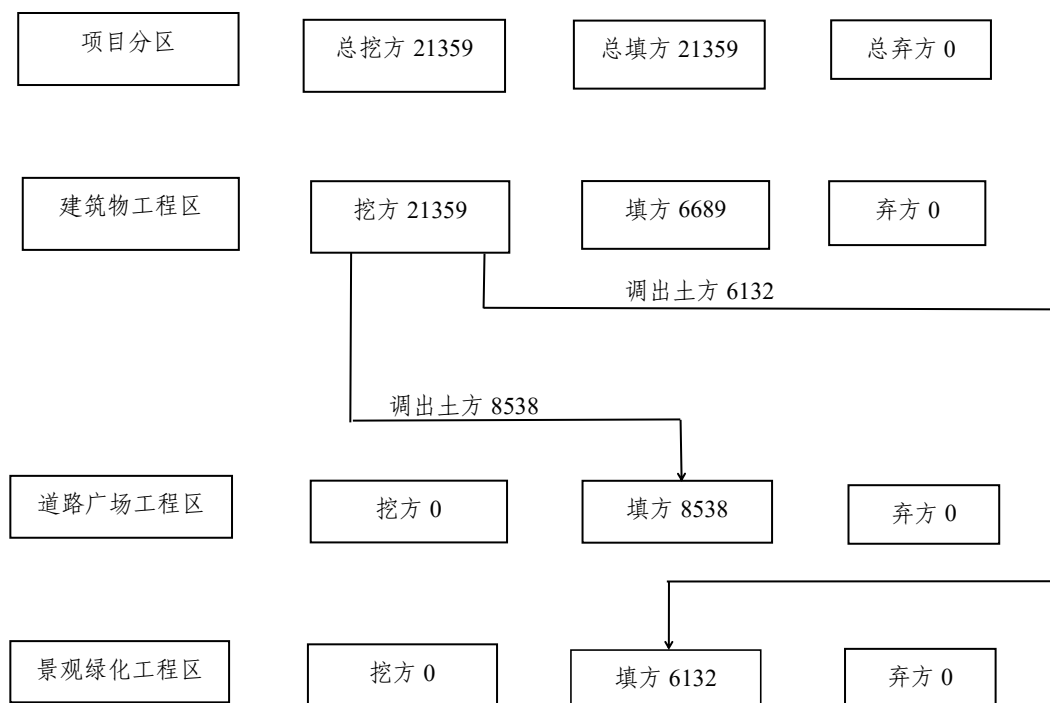 项目分区
总挖方 21359
总填方 21359
总弃方 0
建筑物工程区
挖方 21359
填方 6689
弃方 0
调出土方 6132
调出土方 8538
道路广场工程区
挖方 0
填方 8538
弃方 0
景观绿化工程区
挖方 0
填方 6132
弃方 0